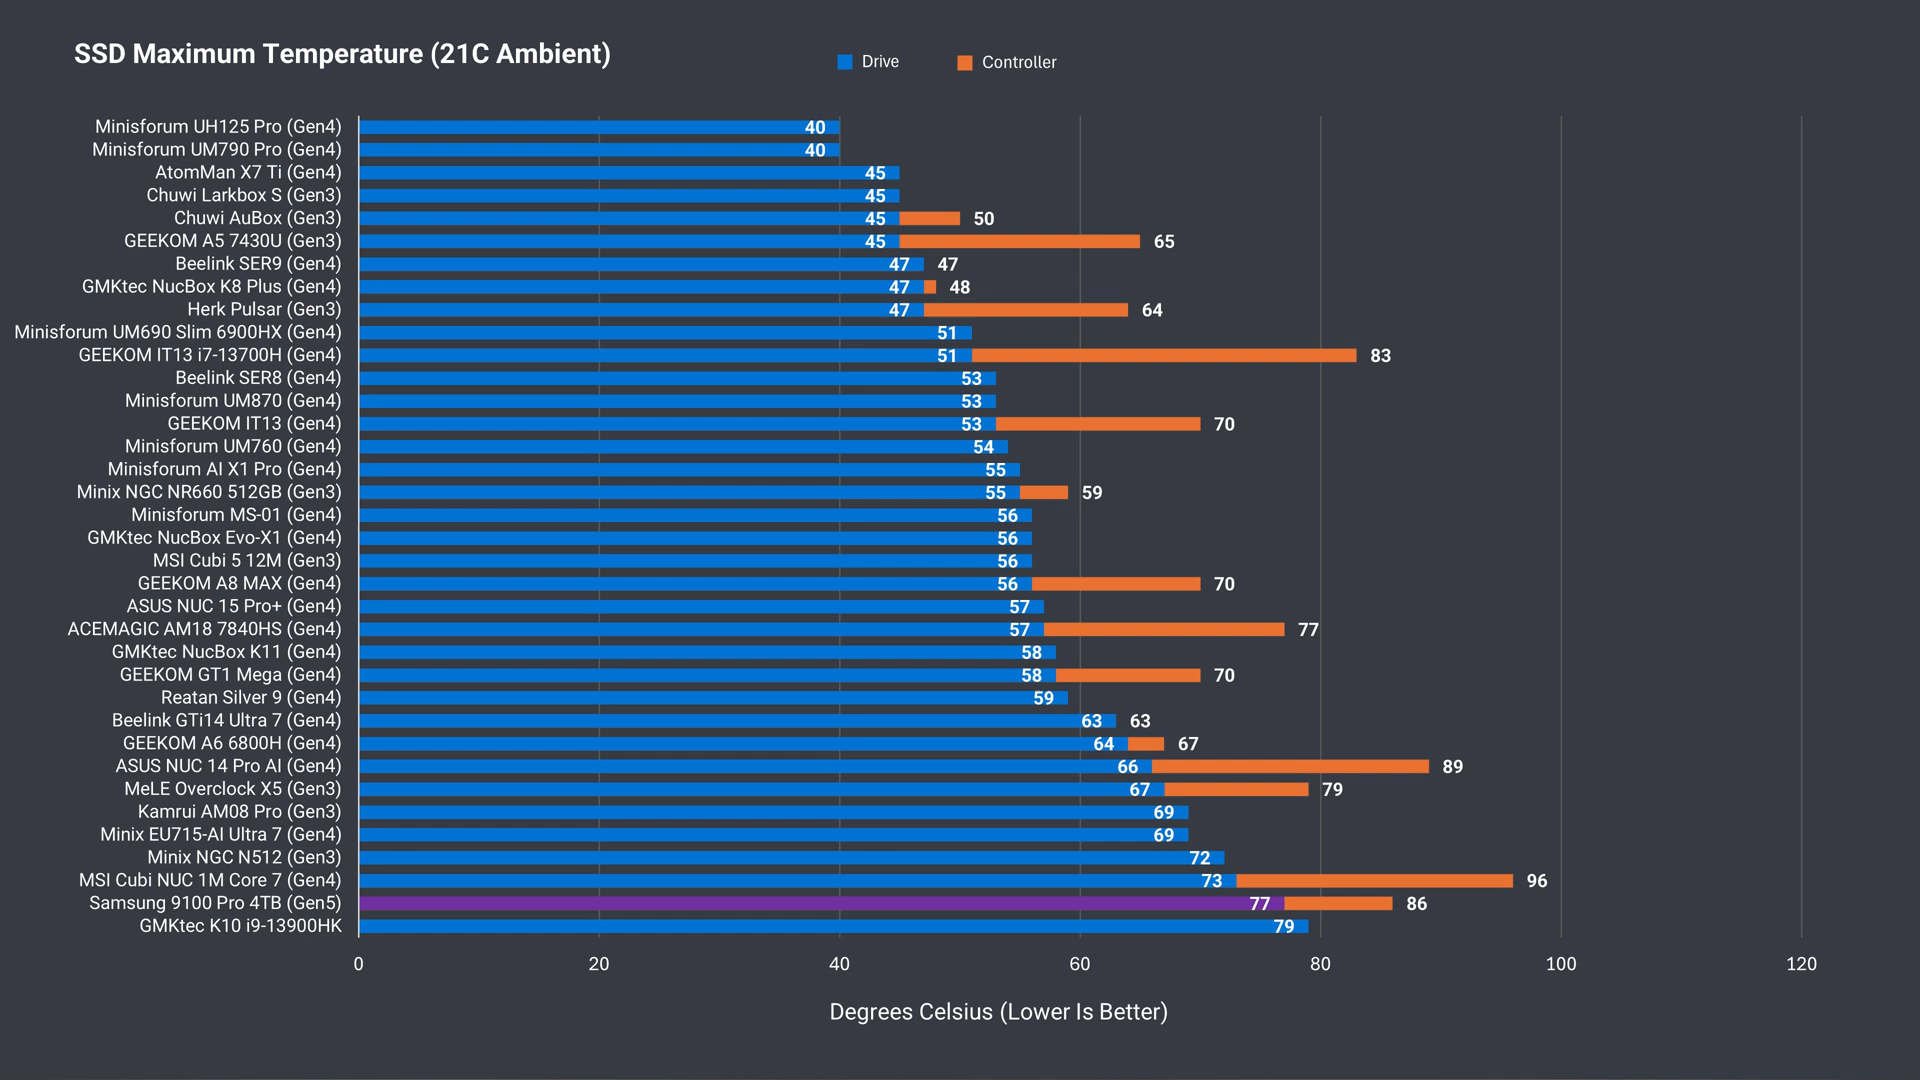 SSD Maximum Temperature (21C Ambient)
Drive
Controller
Minisforum UH125 Pro (Gen4) 40
Minisforum UM790 Pro (Gen4) 40
AtomMan X7 Ti (Gen4) 45
Chuwi Larkbox S (Gen3) 45
Chuwi AuBox (Gen3) 45 50
GEEKOM A5 7430U (Gen3) 45 65
Beelink SER9 (Gen4) 47 47
GMKtec NucBox K8 Plus (Gen4) 47 48
Herk Pulsar (Gen3) 47 64
Minisforum UM690 Slim 6900HX (Gen4) 51
GEEKOM IT13 i7-13700H (Gen4) 51 83
Beelink SER8 (Gen4) 53
Minisforum UM870 (Gen4) 53
GEEKOM IT13 (Gen4) 53 70
Minisforum UM760 (Gen4) 54
Minisforum AI X1 Pro (Gen4) 55
Minix NGC NR660 512GB (Gen3) 55 59
Minisforum MS-01 (Gen4) 56
GMKtec NucBox Evo-X1 (Gen4) 56
MSI Cubi 5 12M (Gen3) 56
GEEKOM A8 MAX (Gen4) 56 70
ASUS NUC 15 Pro+ (Gen4) 57
ACEMAGIC AM18 7840HS (Gen4) 57 77
GMKtec NucBox K11 (Gen4) 58
GEEKOM GT1 Mega (Gen4) 58 70
Reatan Silver 9 (Gen4) 59
Beelink GTi14 Ultra 7 (Gen4) 63 63
GEEKOM A6 6800H (Gen4) 64 67
ASUS NUC 14 Pro AI (Gen4) 66 89
MeLE Overclock X5 (Gen3) 67 79
Kamrui AM08 Pro (Gen3) 69
Minix EU715-AI Ultra 7 (Gen4) 69
Minix NGC N512 (Gen3) 72
MSI Cubi NUC 1M Core 7 (Gen4) 73 96
Samsung 9100 Pro 4TB (Gen5) 77 86
GMKtec K10 i9-13900HK 79
0 20 40 60 80 100 120
Degrees Celsius (Lower Is Better)